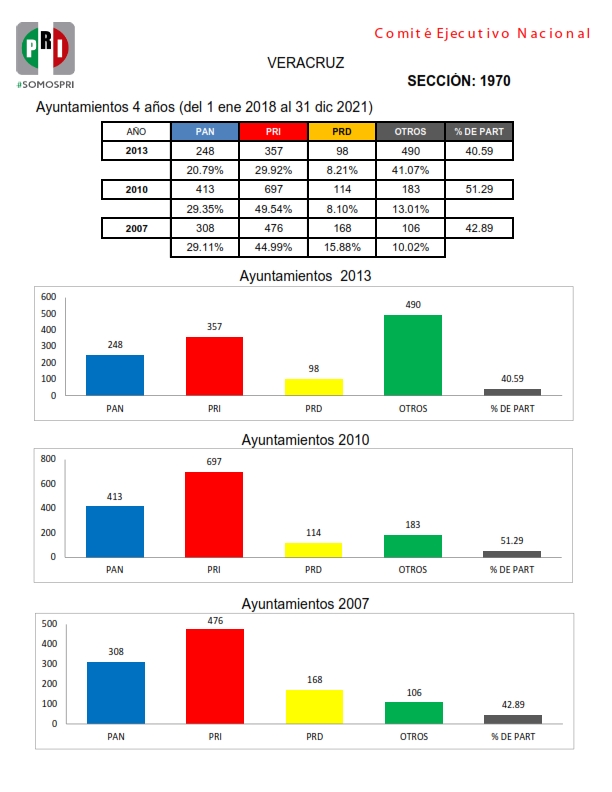 Comité Ejecutivo Nacional
PRI
#SOMOSPRI
VERACRUZ
SECCIÓN: 1970
Ayuntamientos 4 años (del 1 ene 2018 al 31 dic 2021)
AÑO PAN PRI PRD OTROS % DE PART
2013 248 357 98 490 40.59
20.79% 29.92% 8.21% 41.07%
2010 413 697 114 183 51.29
29.35% 49.54% 8.10% 13.01%
2007 308 476 168 106 42.89
29.11% 44.99% 15.88% 10.02%
Ayuntamientos 2013
600
500
400
300
200
100
0
248 357 98 490 40.59
PAN PRI PRD OTROS % DE PART
Ayuntamientos 2010
800
600
400
200
0
413 697 114 183 51.29
PAN PRI PRD OTROS % DE PART
Ayuntamientos 2007
500
400
300
200
100
0
308 476 168 106 42.89
PAN PRI PRD OTROS % DE PART